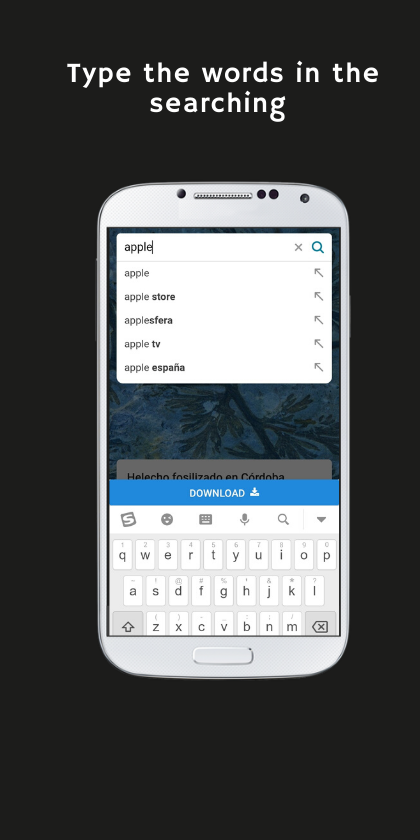 Type the words in the
searching
apple
apple
apple store
applesfera
apple tv
apple españa
Helecho fosilizado en Córdoba
DOWNLOAD
1 2 3 4 5 6 7 8 9 0
q w e r t y u i o p
~ ! @ # % ' & * ?
a s d f g h j k l
( ) - : ;
z x c v b n m